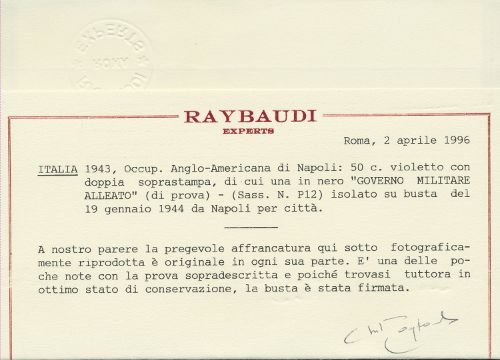 EXPERTS
ROMA
RAYBAUDI
EXPERTS
Roma, 2 aprile 1996
ITALIA 1943, Occup. Anglo-Americana di Napoli: 50 c. violetto con
doppia soprastampa, di cui una in nero "GOVERNO MILITARE
ALLEATO" (di prova) - (Sass. N. P12) isolato su busta del
19 gennaio 1944 da Napoli per città.
A nostro parere la pregevole affrancatura qui sotto fotografica-
mente riprodotta è originale in ogni sua parte. E' una delle po-
che note con la prova sopradescritta e poiché trovasi tuttora in
ottimo stato di conservazione, la busta è stata firmata.